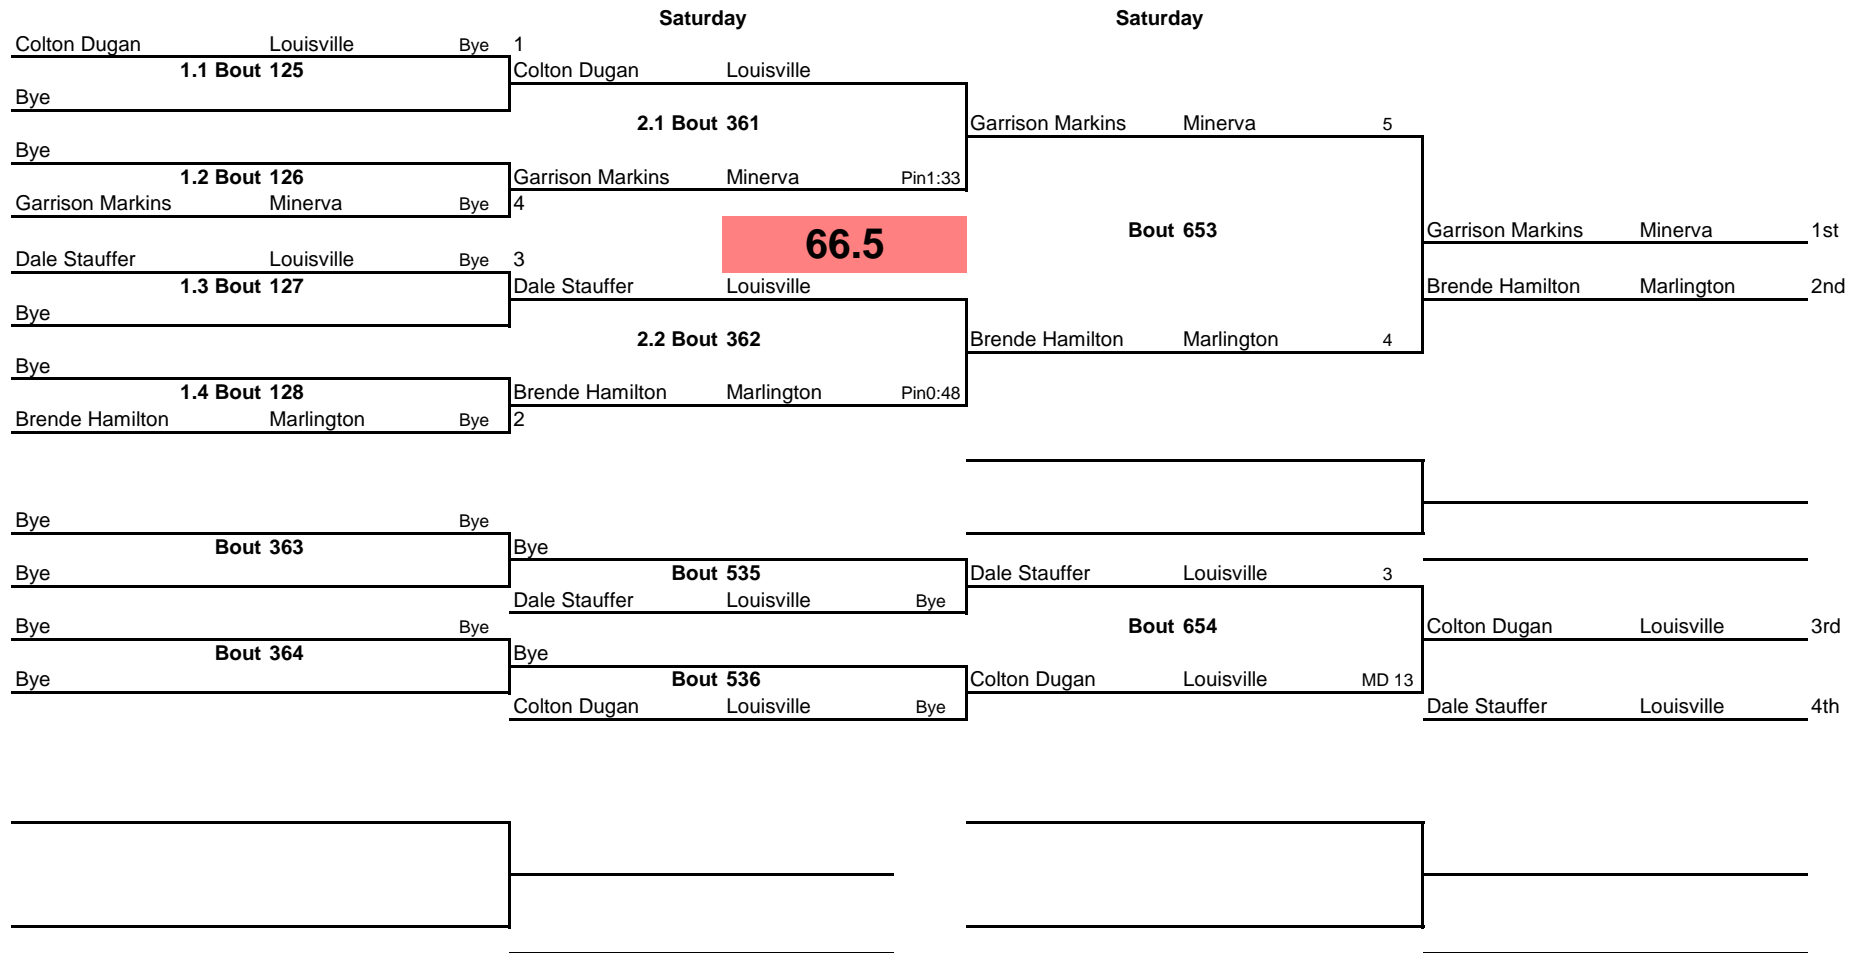 Saturday Saturday
Colton Dugan Louisville Bye 1
1.1 Bout 125 Colton Dugan Louisville
Bye
2.1 Bout 361 Garrison Markins Minerva 5
Bye
1.2 Bout 126 Garrison Markins Minerva Pin1:33
Garrison Markins Minerva Bye 4
66.5 Bout 653 Garrison Markins Minerva 1st
Dale Stauffer Louisville Bye 3
1.3 Bout 127 Dale Stauffer Louisville Brende Hamilton Marlington 2nd
Bye
2.2 Bout 362 Brende Hamilton Marlington 4
Bye
1.4 Bout 128 Brende Hamilton Marlington Pin0:48
Brende Hamilton Marlington Bye 2
Bye Bye
Bout 363 Bye
Bye Bout 535 Dale Stauffer Louisville 3
Dale Stauffer Louisville Bye
Bye Bye Bout 654 Colton Dugan Louisville 3rd
Bout 364 Bye
Bye Bout 536 Colton Dugan Louisville MD 13
Colton Dugan Louisville Bye Dale Stauffer Louisville 4th